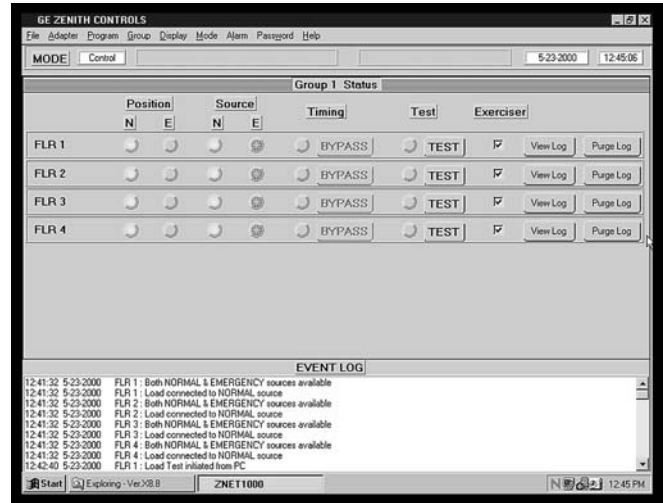 GE ZENITH CONTROLS
File Adapter Program Group Display Mode Alarm Password Help
MODE Control 5-23-2000 12:45:06
Group 1 Status
Position Source Timing Test Exerciser
N E N E
FLR 1 BYPASS TEST View Log Purge Log
FLR 2 BYPASS TEST View Log Purge Log
FLR 3 BYPASS TEST View Log Purge Log
FLR 4 BYPASS TEST View Log Purge Log
EVENT LOG
12:41:32 5-23-2000 FLR 1 : Both NORMAL & EMERGENCY sources available
12:41:32 5-23-2000 FLR 1 : Load connected to NORMAL source
12:41:32 5-23-2000 FLR 2 : Both NORMAL & EMERGENCY sources available
12:41:32 5-23-2000 FLR 2 : Load connected to NORMAL source
12:41:32 5-23-2000 FLR 3 : Both NORMAL & EMERGENCY sources available
12:41:32 5-23-2000 FLR 3 : Load connected to NORMAL source
12:41:32 5-23-2000 FLR 4 : Both NORMAL & EMERGENCY sources available
12:41:32 5-23-2000 FLR 4 : Load connected to NORMAL source
12:42:40 5-23-2000 FLR 1 : Load Test initiated from PC
Start Exploring - Ver.X8.8 ZNET1000 N 12:45 PM